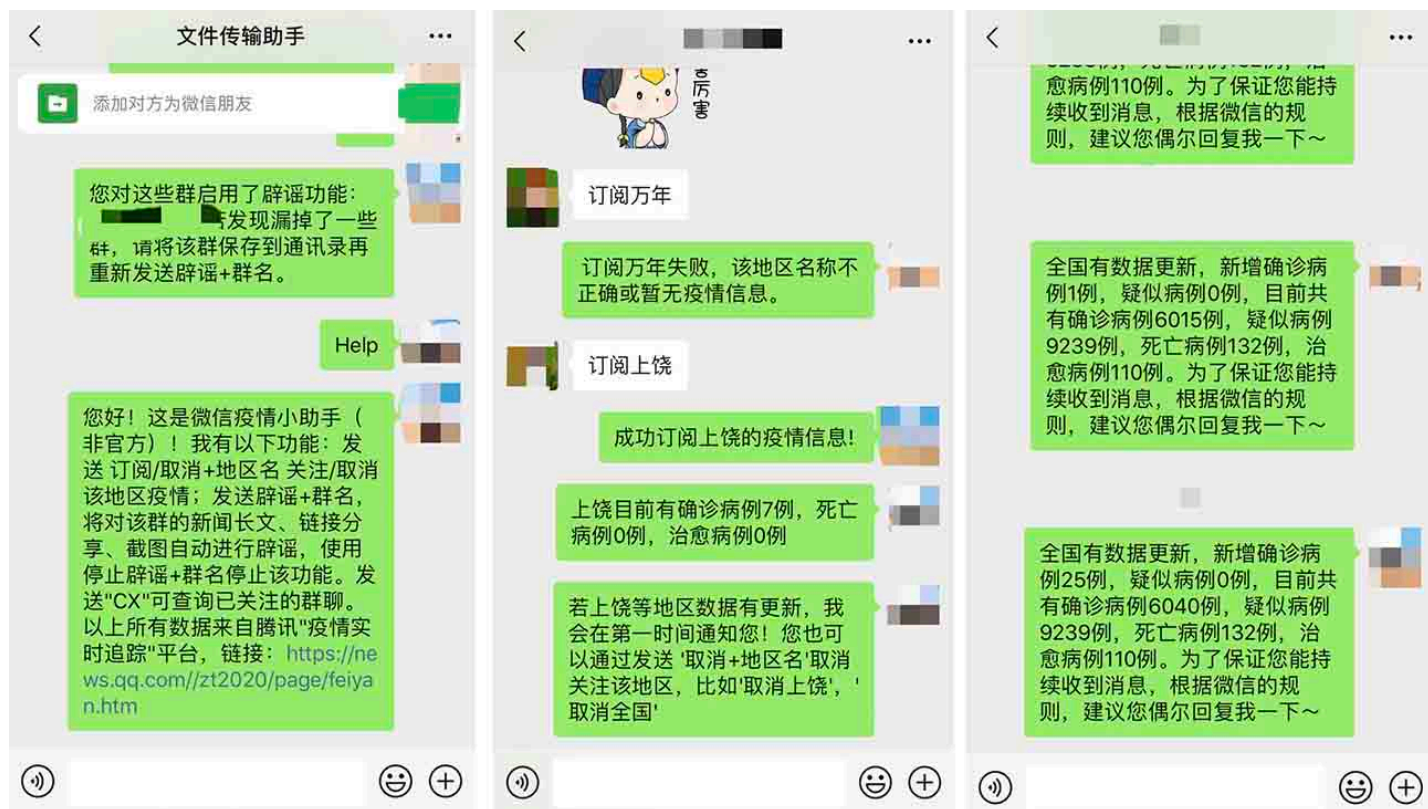 文件传输助手
添加对方为微信朋友
您对这些群启用了辟谣功能：
发现漏掉了一些
群，请将该群保存到通讯录再
重新发送辟谣+群名。
Help
您好！这是微信疫情小助手（
非官方）！我有以下功能：发
送 订阅/取消+地区名 关注/取消
该地区疫情；发送辟谣+群名，
将对该群的新闻长文、链接分
享、截图自动进行辟谣，使用
停止辟谣+群名停止该功能。发
送"CX"可查询已关注的群聊。
以上所有数据来自腾讯"疫情实
时追踪"平台，链接：https://ne
ws.qq.com//zt2020/page/feiya
n.htm
厉害
订阅万年
订阅万年失败，该地区名称不
正确或暂无疫情信息。
订阅上饶
成功订阅上饶的疫情信息!
上饶目前有确诊病例7例，死亡
病例0例，治愈病例0例
若上饶等地区数据有更新，我
会在第一时间通知您！您也可
以通过发送 '取消+地区名'取消
关注该地区，比如'取消上饶'，'
取消全国'
愈病例110例。为了保证您能持
续收到消息，根据微信的规
则，建议您偶尔回复我一下～
全国有数据更新，新增确诊病
例1例，疑似病例0例，目前共
有确诊病例6015例，疑似病例
9239例，死亡病例132例，治
愈病例110例。为了保证您能持
续收到消息，根据微信的规
则，建议您偶尔回复我一下～
全国有数据更新，新增确诊病
例25例，疑似病例0例，目前共
有确诊病例6040例，疑似病例
9239例，死亡病例132例，治
愈病例110例。为了保证您能持
续收到消息，根据微信的规
则，建议您偶尔回复我一下～